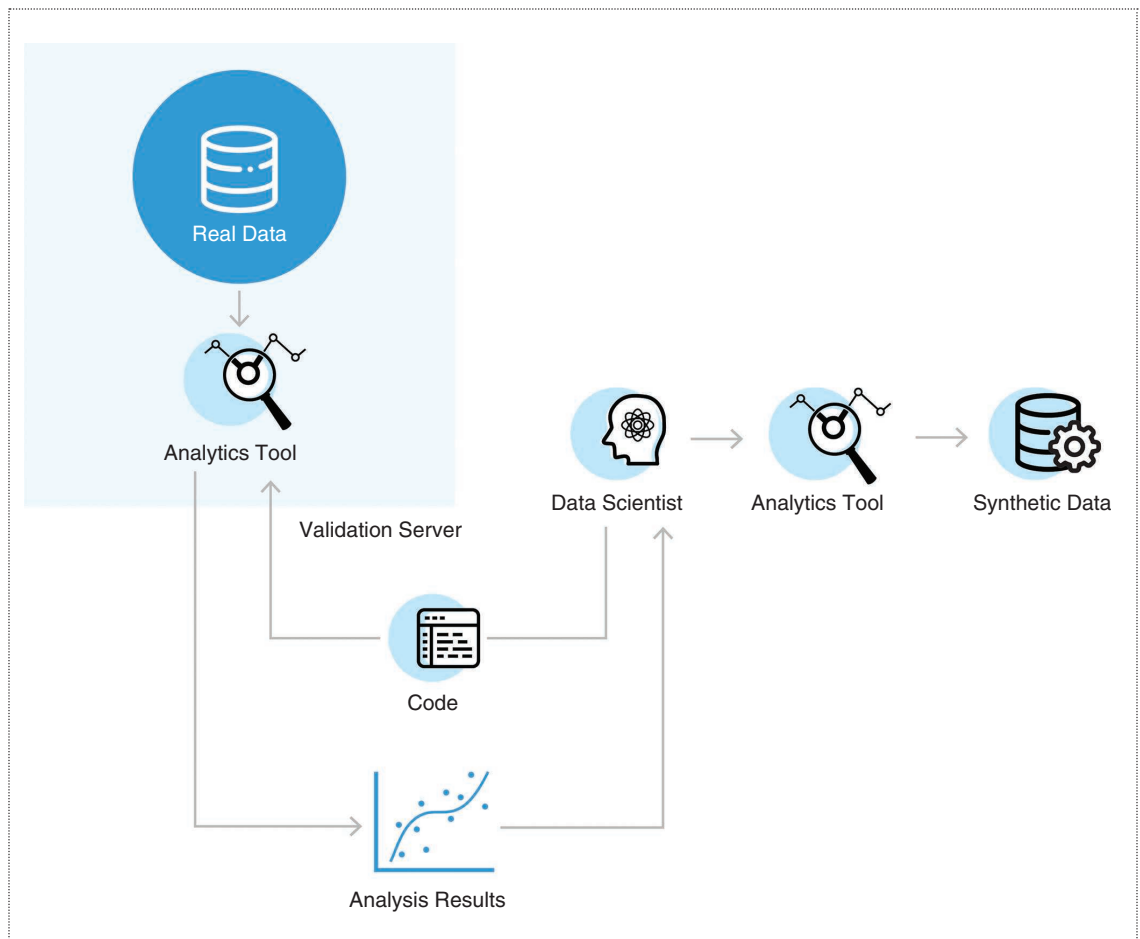 Real Data
Analytics Tool
Validation Server
Data Scientist
Analytics Tool
Synthetic Data
Code
Analysis Results